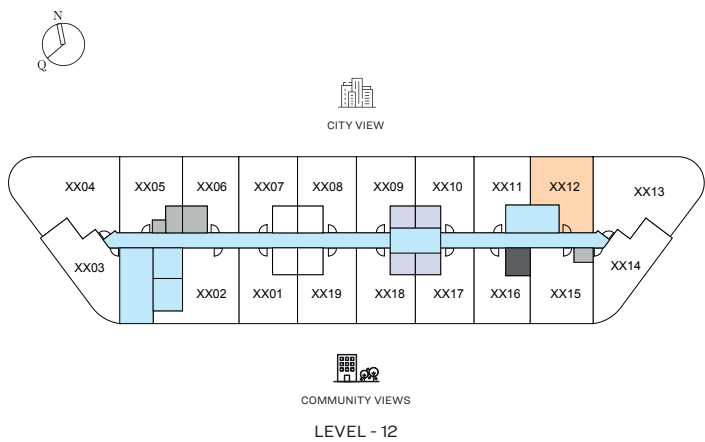 N
Q
CITY VIEW
XX04 XX05 XX06 XX07 XX08 XX09 XX10 XX11 XX12 XX13
XX03 XX14
XX02 XX01 XX19 XX18 XX17 XX16 XX15
COMMUNITY VIEWS
LEVEL - 12